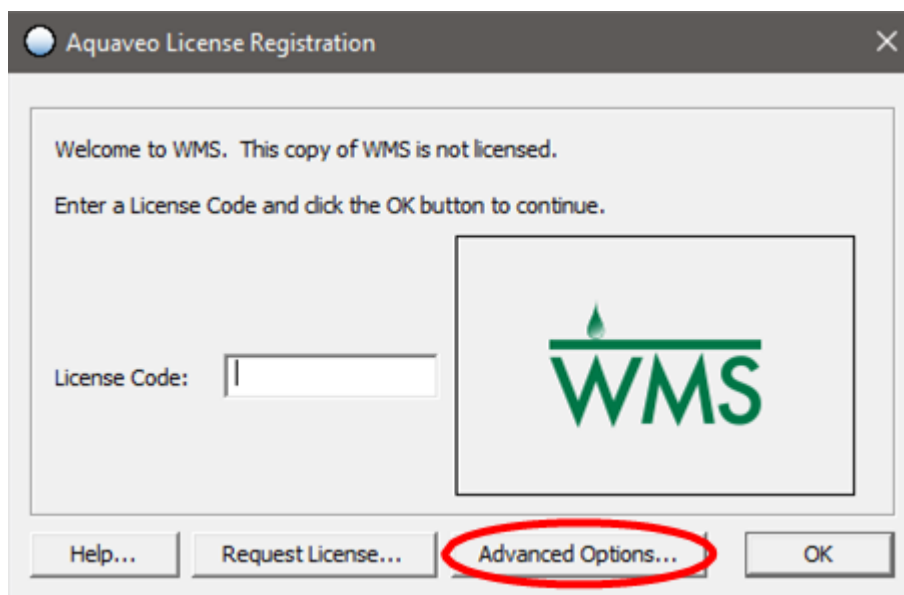 Aquaveo License Registration
Welcome to WMS. This copy of WMS is not licensed.
Enter a License Code and click the OK button to continue.
License Code:
WMS
Help...
Request License...
Advanced Options...
OK